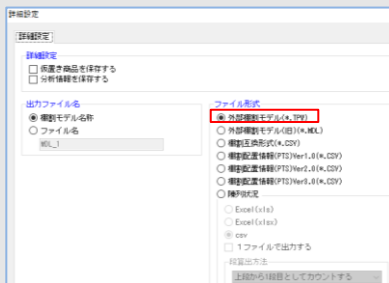 詳細設定
詳細設定
詳細設定
仮置き商品を保存する
分析情報を保存する
出力ファイル名
棚割モデル名称
ファイル名
MDL_1
ファイル形式
外部棚割モデル(*.TPW)
外部棚割モデル(旧)(*.MDL)
棚割互換形式(*.CSV)
棚割配置情報(PTS)Ver1.0(*.CSV)
棚割配置情報(PTS)Ver2.0(*.CSV)
棚割配置情報(PTS)Ver3.0(*.CSV)
陳列状況
Excel(xls)
Excel(xlsx)
csv
1ファイルで出力する
段算出方法
上段から1段目としてカウントする